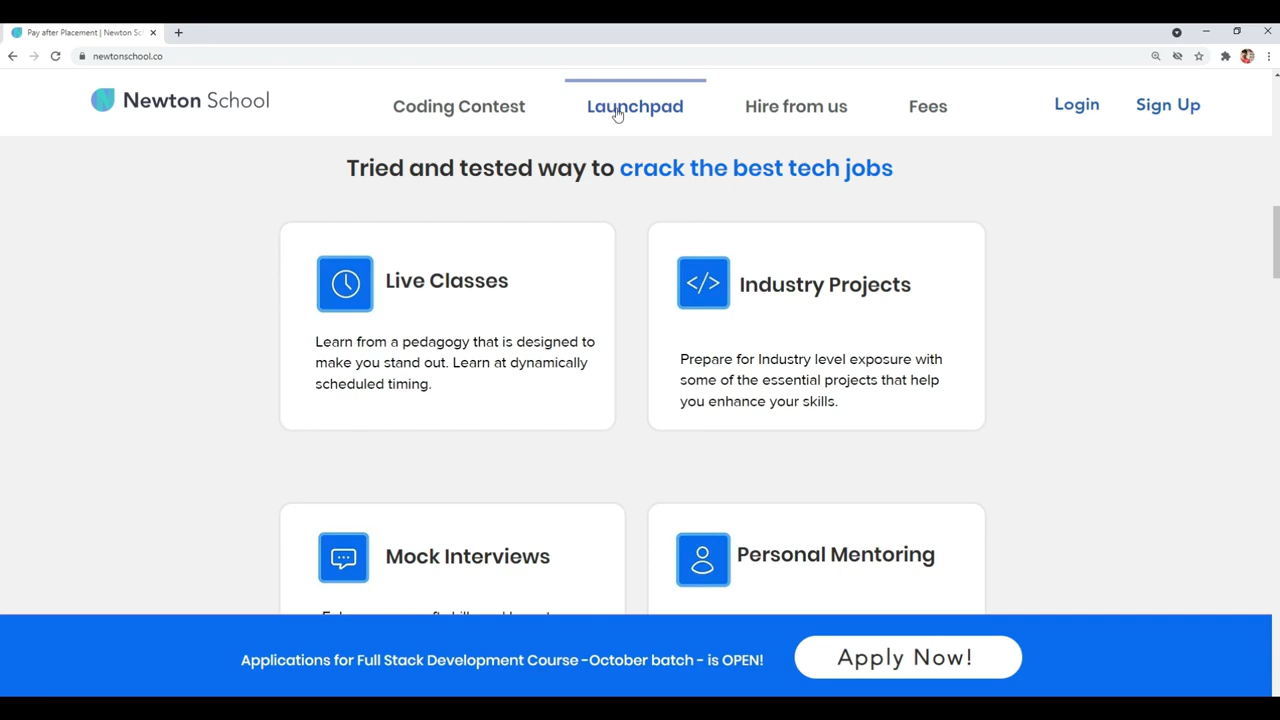 Pay after Placement | Newton Sc
newtonschool.co
Newton School
Coding Contest
Launchpad
Hire from us
Fees
Login
Sign Up
Tried and tested way to crack the best tech jobs
Live Classes
Learn from a pedagogy that is designed to
make you stand out. Learn at dynamically
scheduled timing.
Industry Projects
Prepare for Industry level exposure with
some of the essential projects that help
you enhance your skills.
Mock Interviews
Personal Mentoring
Applications for Full Stack Development Course -October batch - is OPEN!
Apply Now!